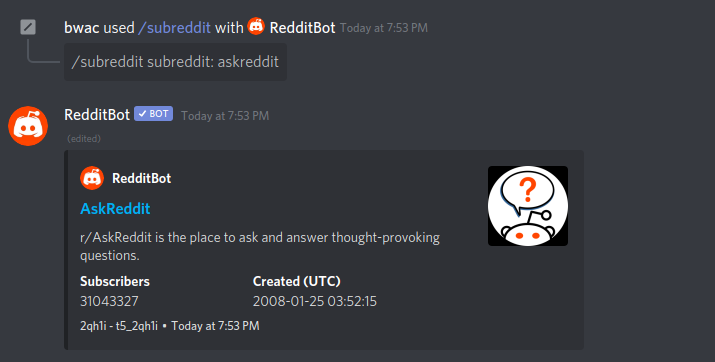 bwac used /subreddit with RedditBot Today at 7:53 PM
/subreddit subreddit: askreddit
RedditBot ✓ BOT Today at 7:53 PM
(edited)
RedditBot
AskReddit
r/AskReddit is the place to ask and answer thought-provoking
questions.
Subscribers Created (UTC)
31043327 2008-01-25 03:52:15
2qh1i - t5_2qh1i • Today at 7:53 PM
?